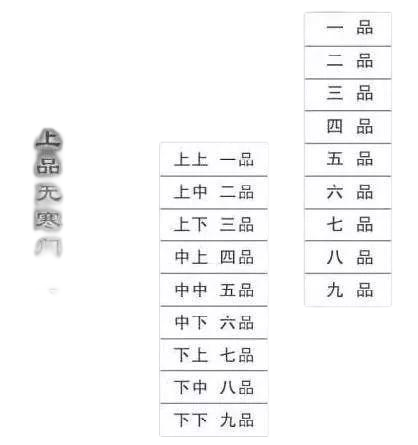 上品无寒门
上上 一品
上中 二品
上下 三品
中上 四品
中中 五品
中下 六品
下上 七品
下中 八品
下下 九品
一 品
二 品
三 品
四 品
五 品
六 品
七 品
八 品
九 品